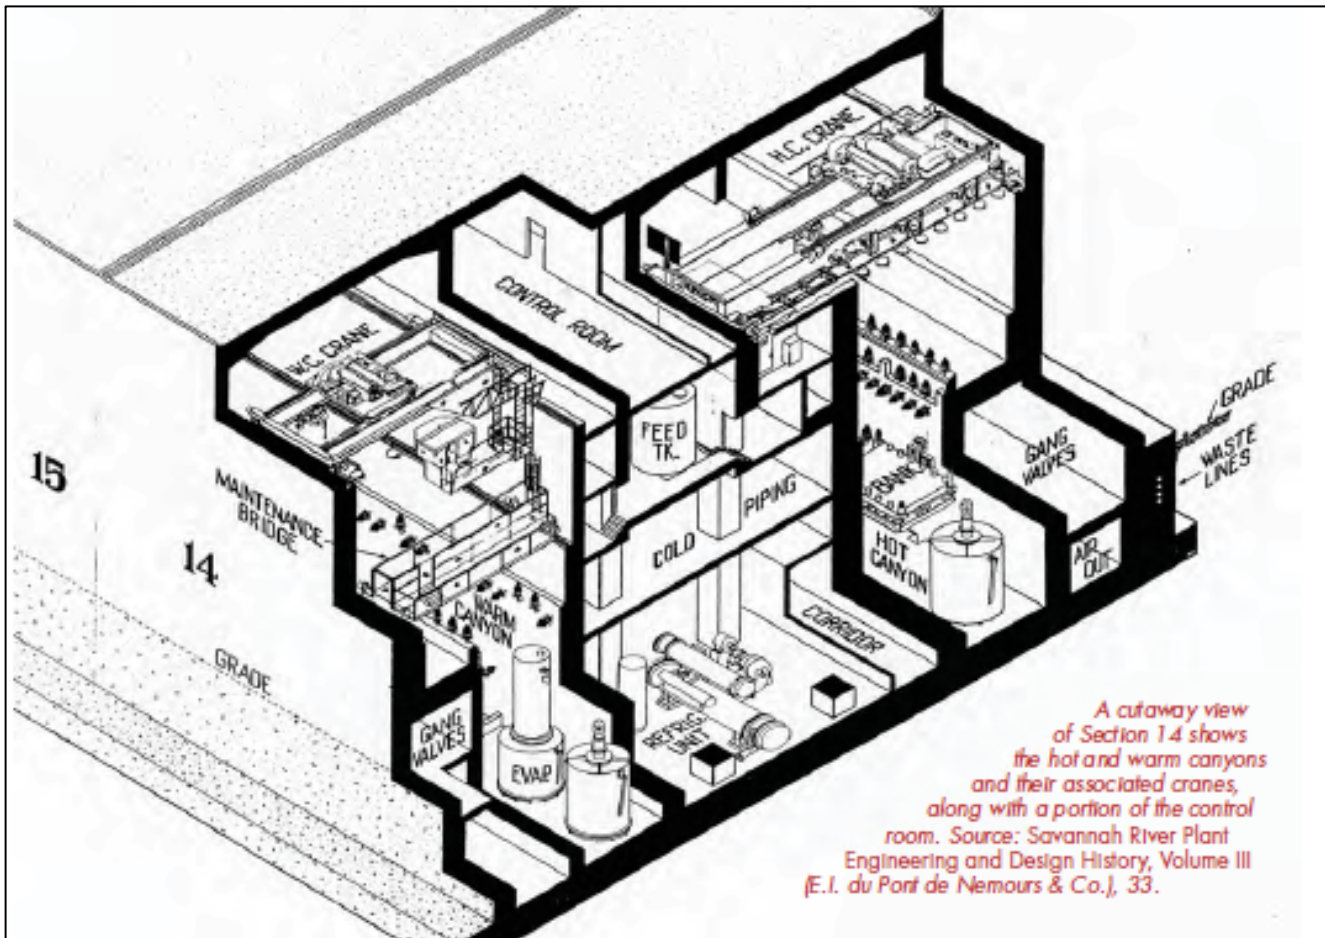 H.C. CRANE
CONTROL ROOM
W.C. CRANE
FEED
TK.
GRADE
WASTE
LINES
GANG
VALVES
15
MAINTENANCE
BRIDGE
PIPING
COLD
14
HOT
CANYON
AIR
OUT
WARM
CANYON
CORRIDOR
GRADE
GANG
VALVES
REFRIG.
UNIT
EVAP.
A cutaway view
of Section 14 shows
the hot and warm canyons
and their associated cranes,
along with a portion of the control
room. Source: Savannah River Plant
Engineering and Design History, Volume III
(E.I. du Pont de Nemours & Co.), 33.